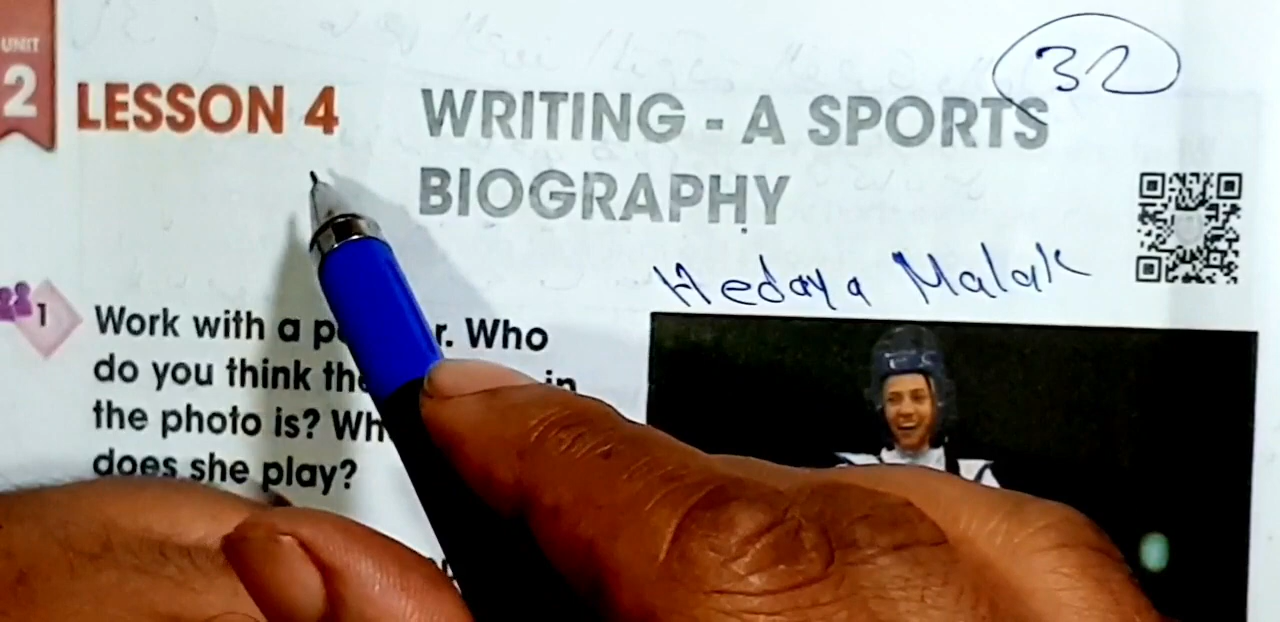 UNIT
2
LESSON 4
WRITING - A SPORTS
BIOGRAPHY
32
Hedaya Malak
1
Work with a p r. Who
do you think the in
the photo is? Wh
does she play?